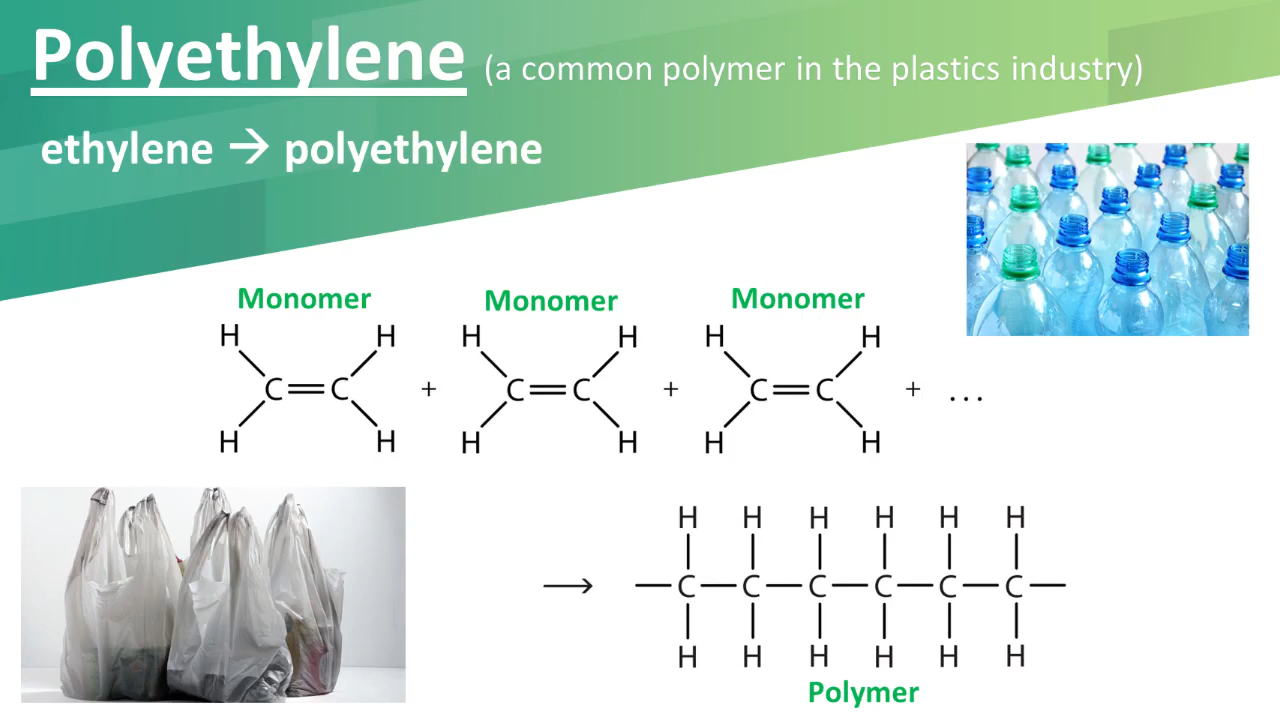 Polyethylene (a common polymer in the plastics industry)
ethylene → polyethylene
Monomer Monomer Monomer
H H H H H H
C=C + C=C + C=C + ...
H H H H H H
H H H H H H
→ —C—C—C—C—C—C—
H H H H H H
Polymer